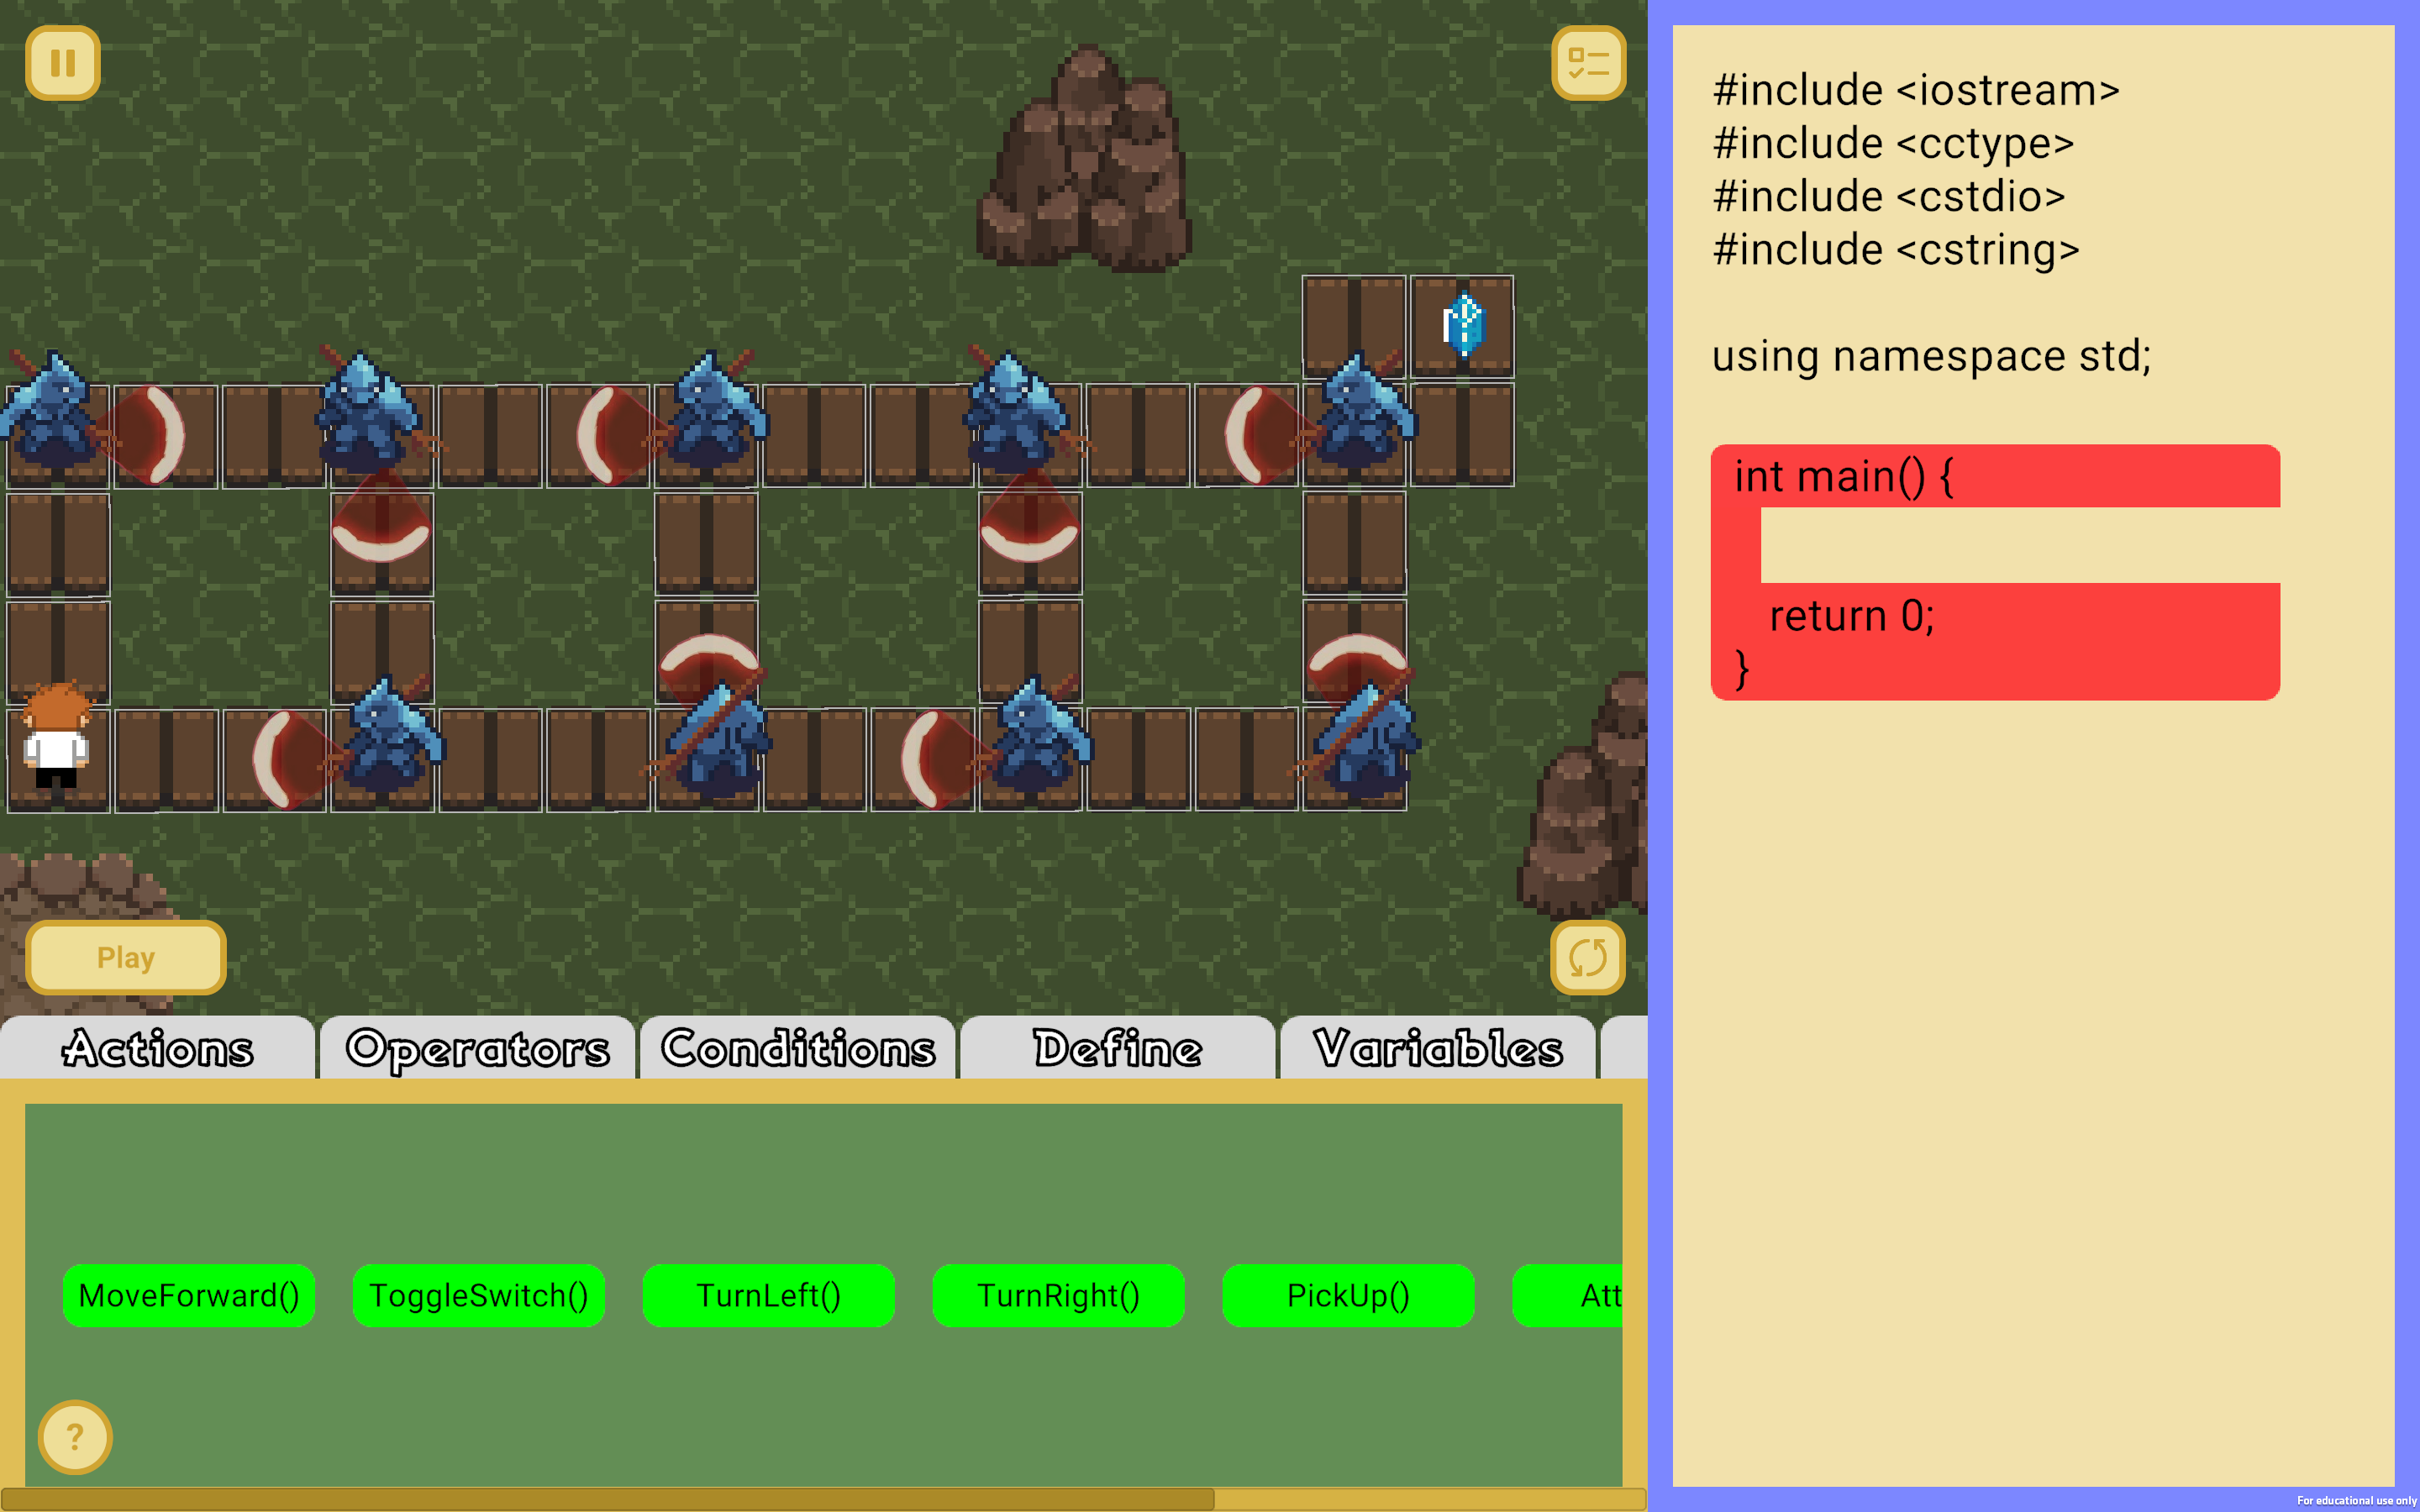 #include <iostream>
#include <cctype>
#include <cstdio>
#include <cstring>
using namespace std;
int main() {
return 0;
}
Play
Actions
Operators
Conditions
Define
Variables
MoveForward()
ToggleSwitch()
TurnLeft()
TurnRight()
PickUp()
Att
?
For educational use only